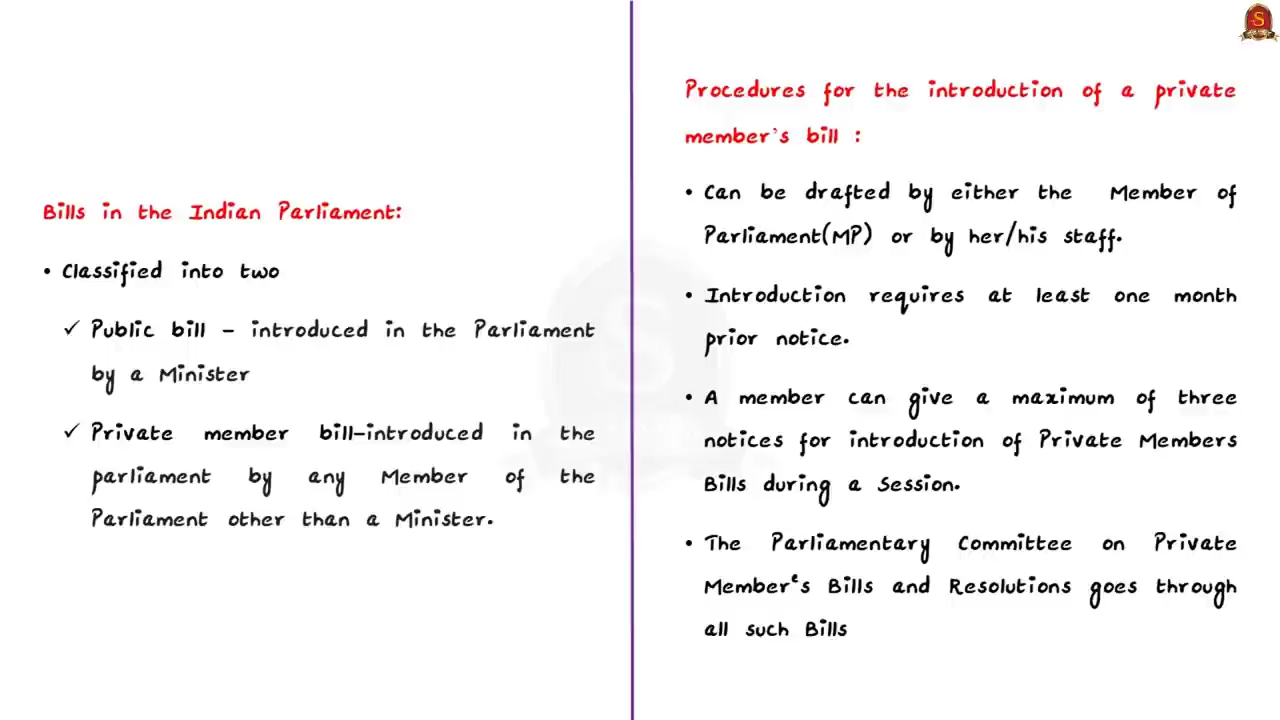 Bills in the Indian Parliament:
• Classified into two
✓ Public bill – introduced in the Parliament
by a Minister
✓ Private member bill–introduced in the
parliament by any Member of the
Parliament other than a Minister.
Procedures for the introduction of a private
member's bill :
• Can be drafted by either the Member of
Parliament(MP) or by her/his staff.
• Introduction requires at least one month
prior notice.
• A member can give a maximum of three
notices for introduction of Private Members
Bills during a Session.
• The Parliamentary Committee on Private
Member‘s Bills and Resolutions goes through
all such Bills
S
S